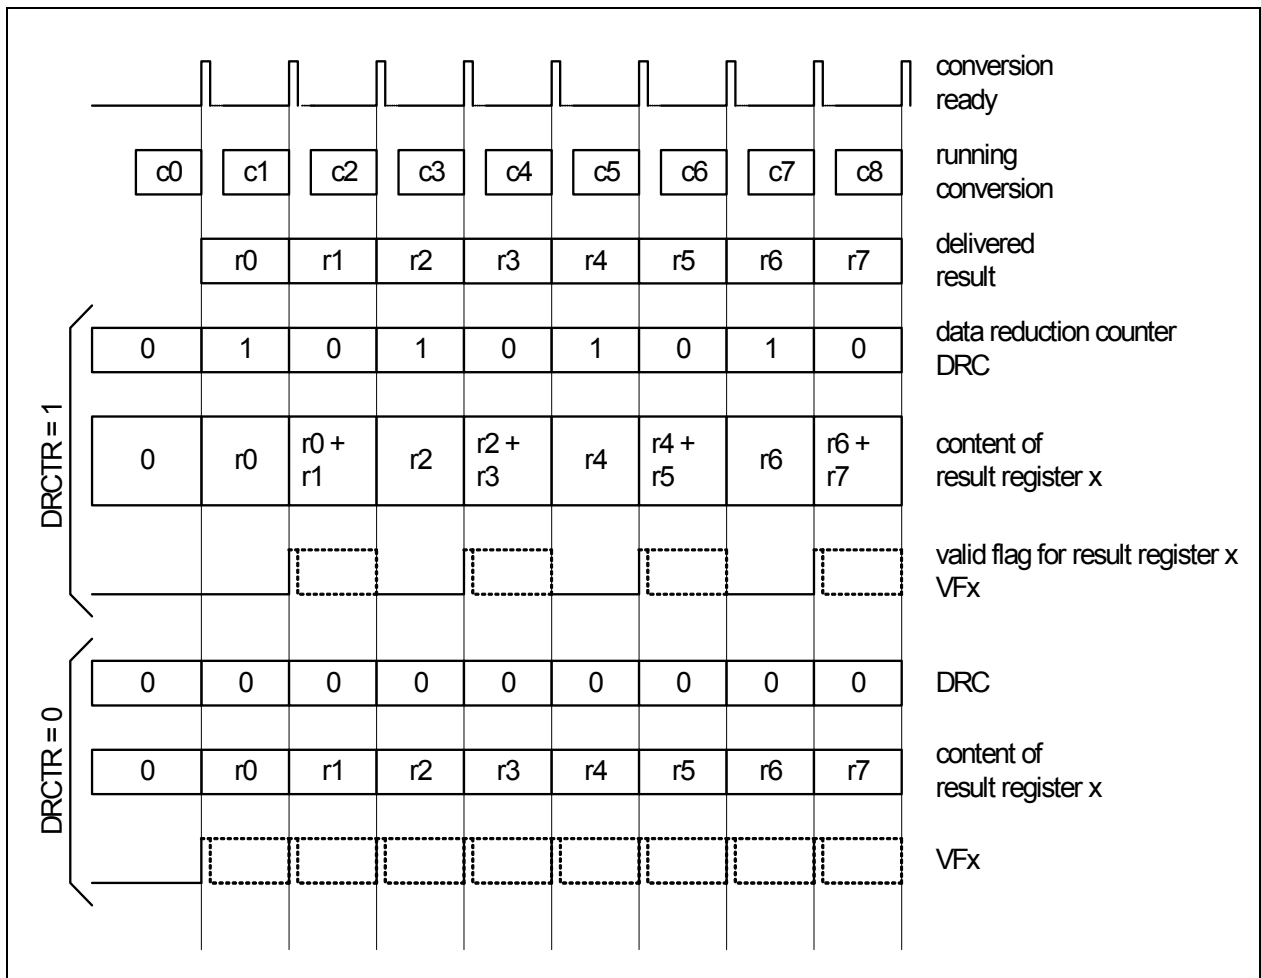 conversion
ready
c0 c1 c2 c3 c4 c5 c6 c7 c8
running
conversion
r0 r1 r2 r3 r4 r5 r6 r7
delivered
result
DRCTR = 1
0 1 0 1 0 1 0 1 0
data reduction counter
DRC
0 r0 r0 + r1 r2 r2 + r3 r4 r4 + r5 r6 r6 + r7
content of
result register x
valid flag for result register x
VFx
DRCTR = 0
0 0 0 0 0 0 0 0 0
DRC
0 r0 r1 r2 r3 r4 r5 r6 r7
content of
result register x
VFx